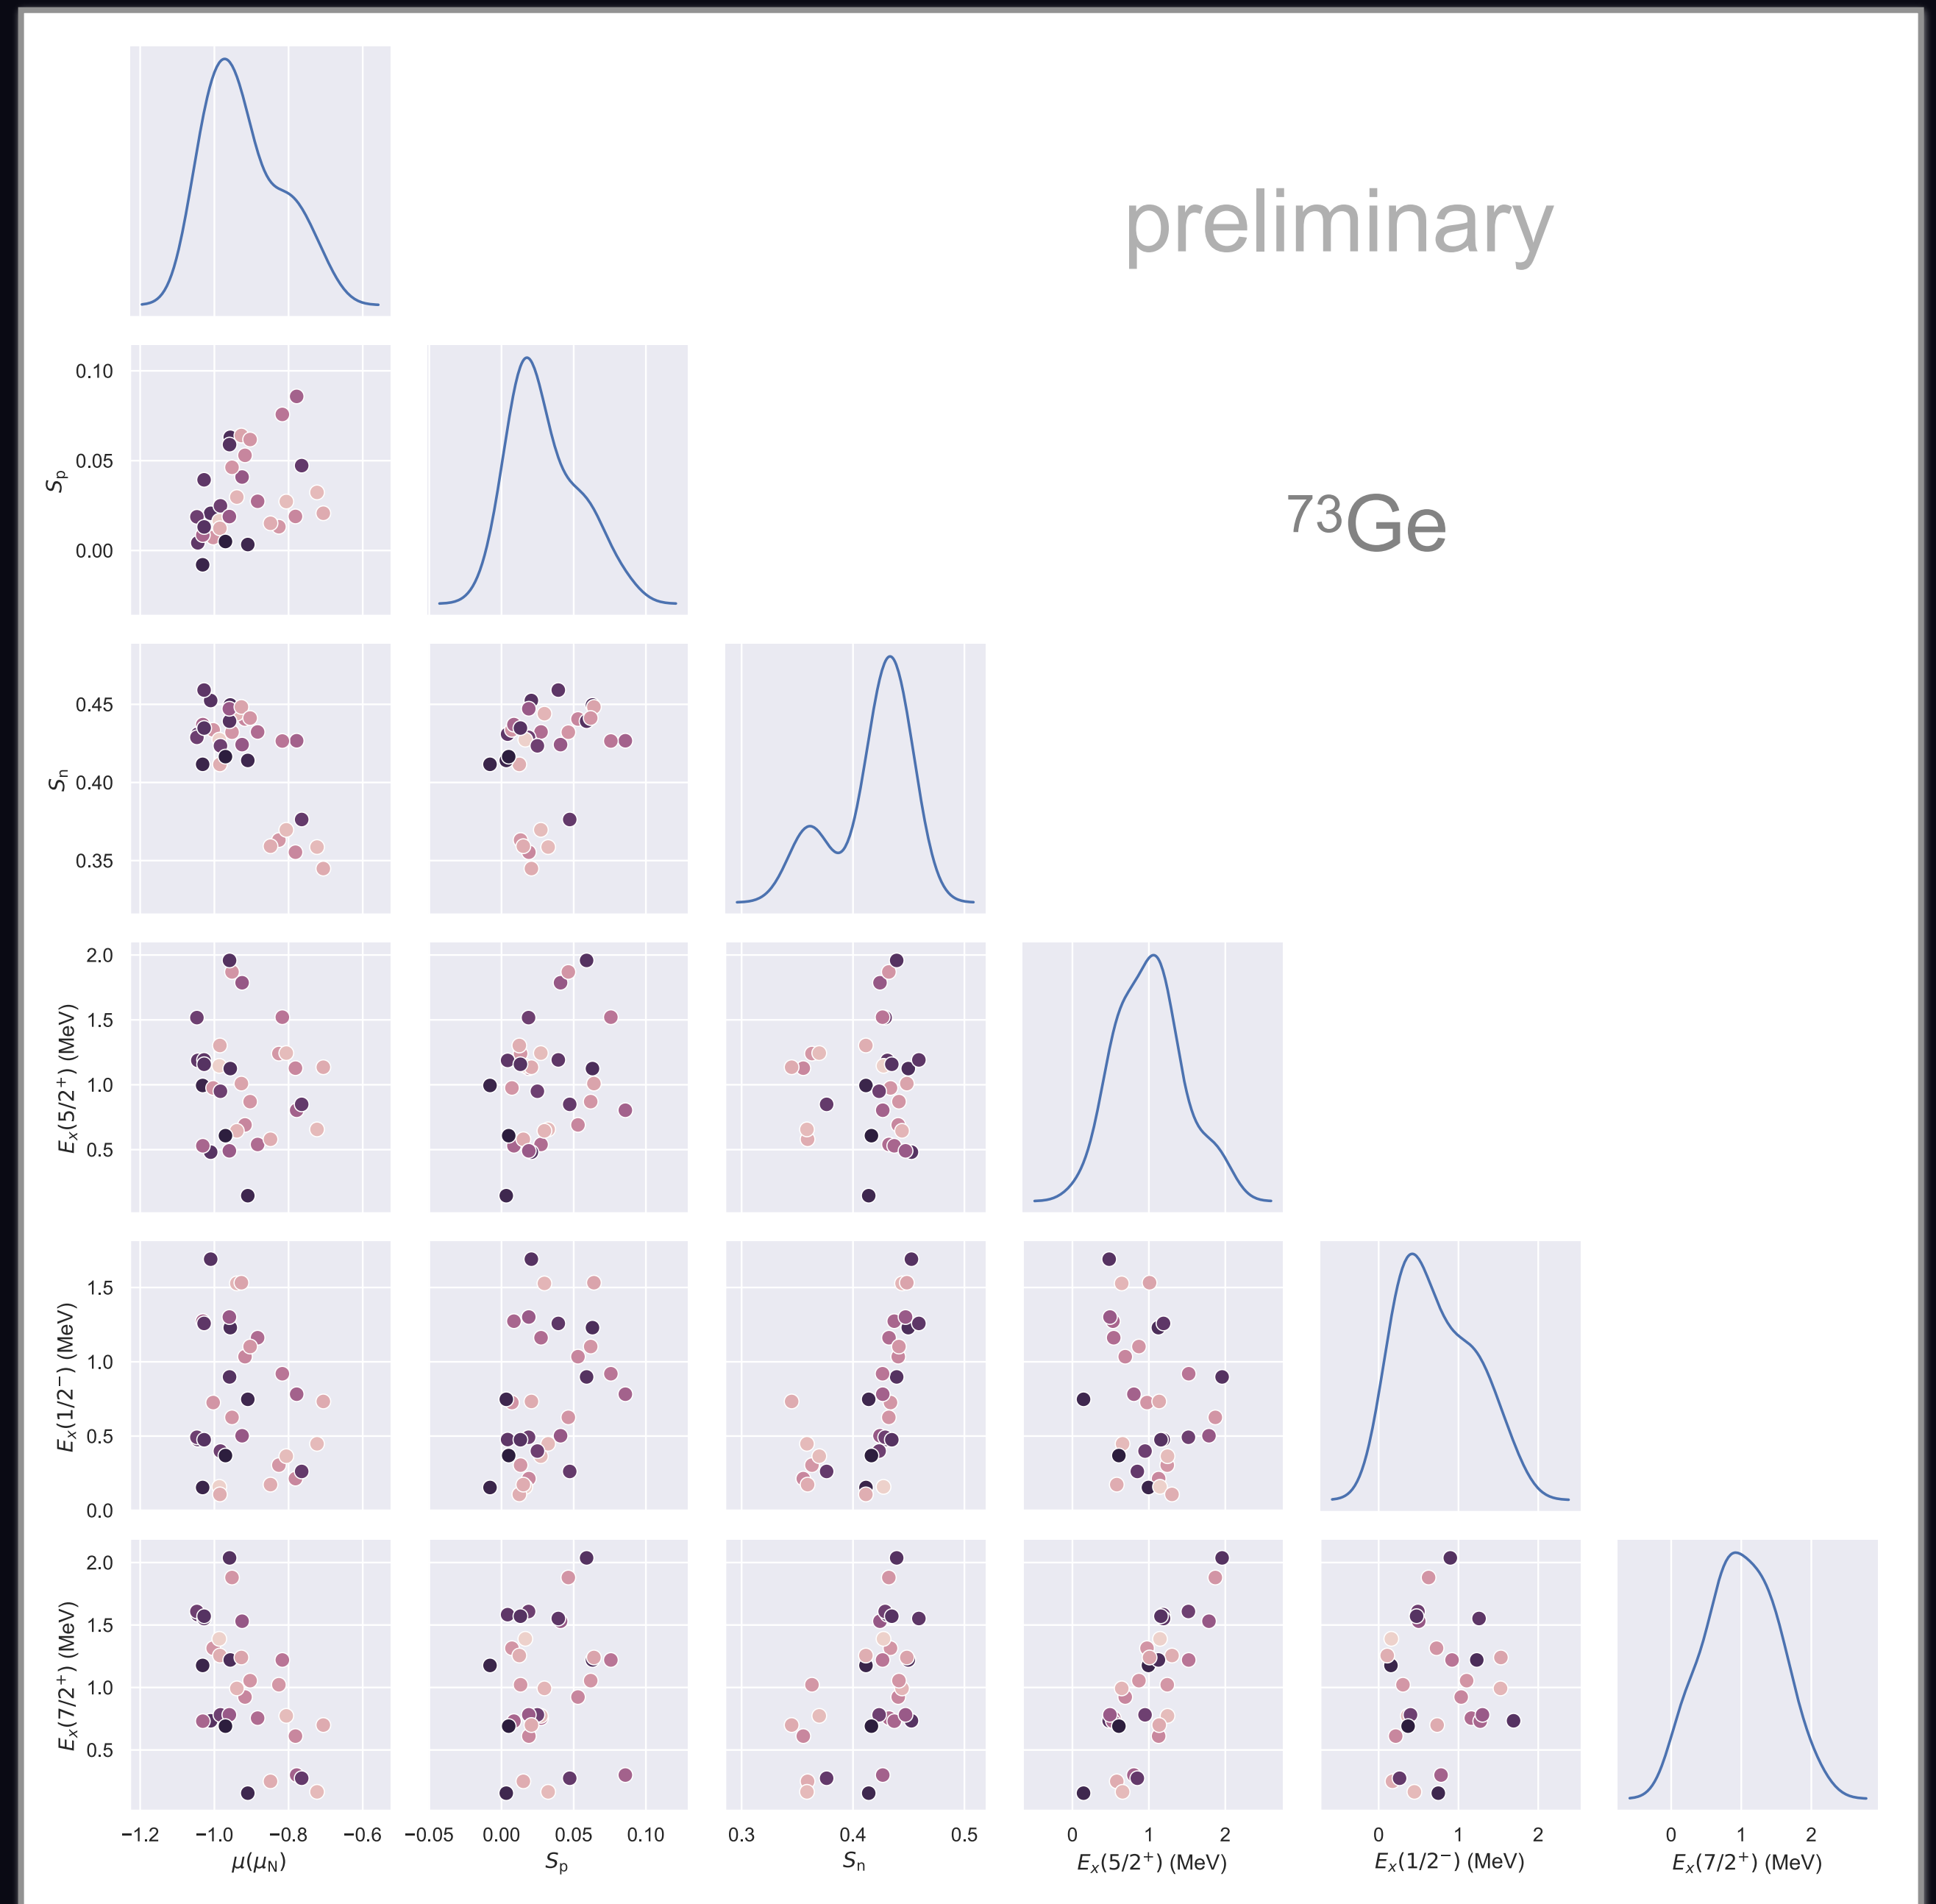 preliminary
0.10
0.05
0.00
Sₚ
⁷³Ge
0.45
0.40
0.35
Sₙ
2.0
1.5
1.0
0.5
Eₓ(5/2⁺) (MeV)
1.5
1.0
0.5
0.0
Eₓ(1/2⁻) (MeV)
2.0
1.5
1.0
0.5
Eₓ(7/2⁺) (MeV)
−1.2 −1.0 −0.8 −0.6 −0.05 0.00 0.05 0.10 0.3 0.4 0.5 0 1 2 0 1 2 0 1 2
μ(μ_N) Sₚ Sₙ Eₓ(5/2⁺) (MeV) Eₓ(1/2⁻) (MeV) Eₓ(7/2⁺) (MeV)